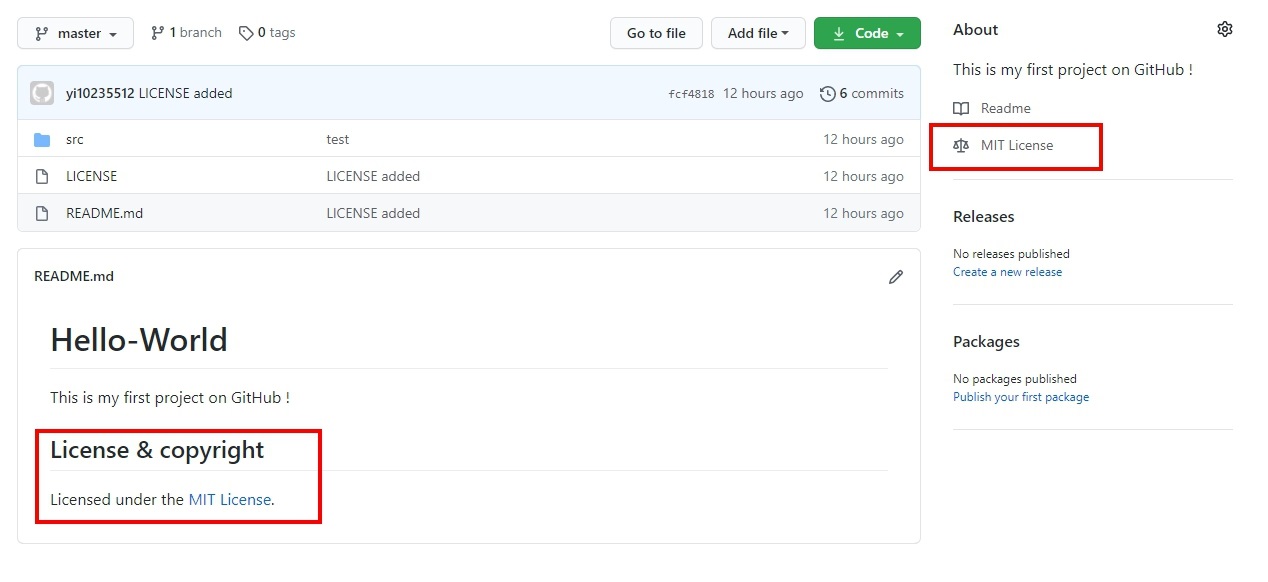 master 1 branch 0 tags Go to file Add file Code
yi10235512 LICENSE added fcf4818 12 hours ago 6 commits
src test 12 hours ago
LICENSE LICENSE added 12 hours ago
README.md LICENSE added 12 hours ago
README.md
Hello-World
This is my first project on GitHub !
License & copyright
Licensed under the MIT License.
About
This is my first project on GitHub !
Readme
MIT License
Releases
No releases published
Create a new release
Packages
No packages published
Publish your first package